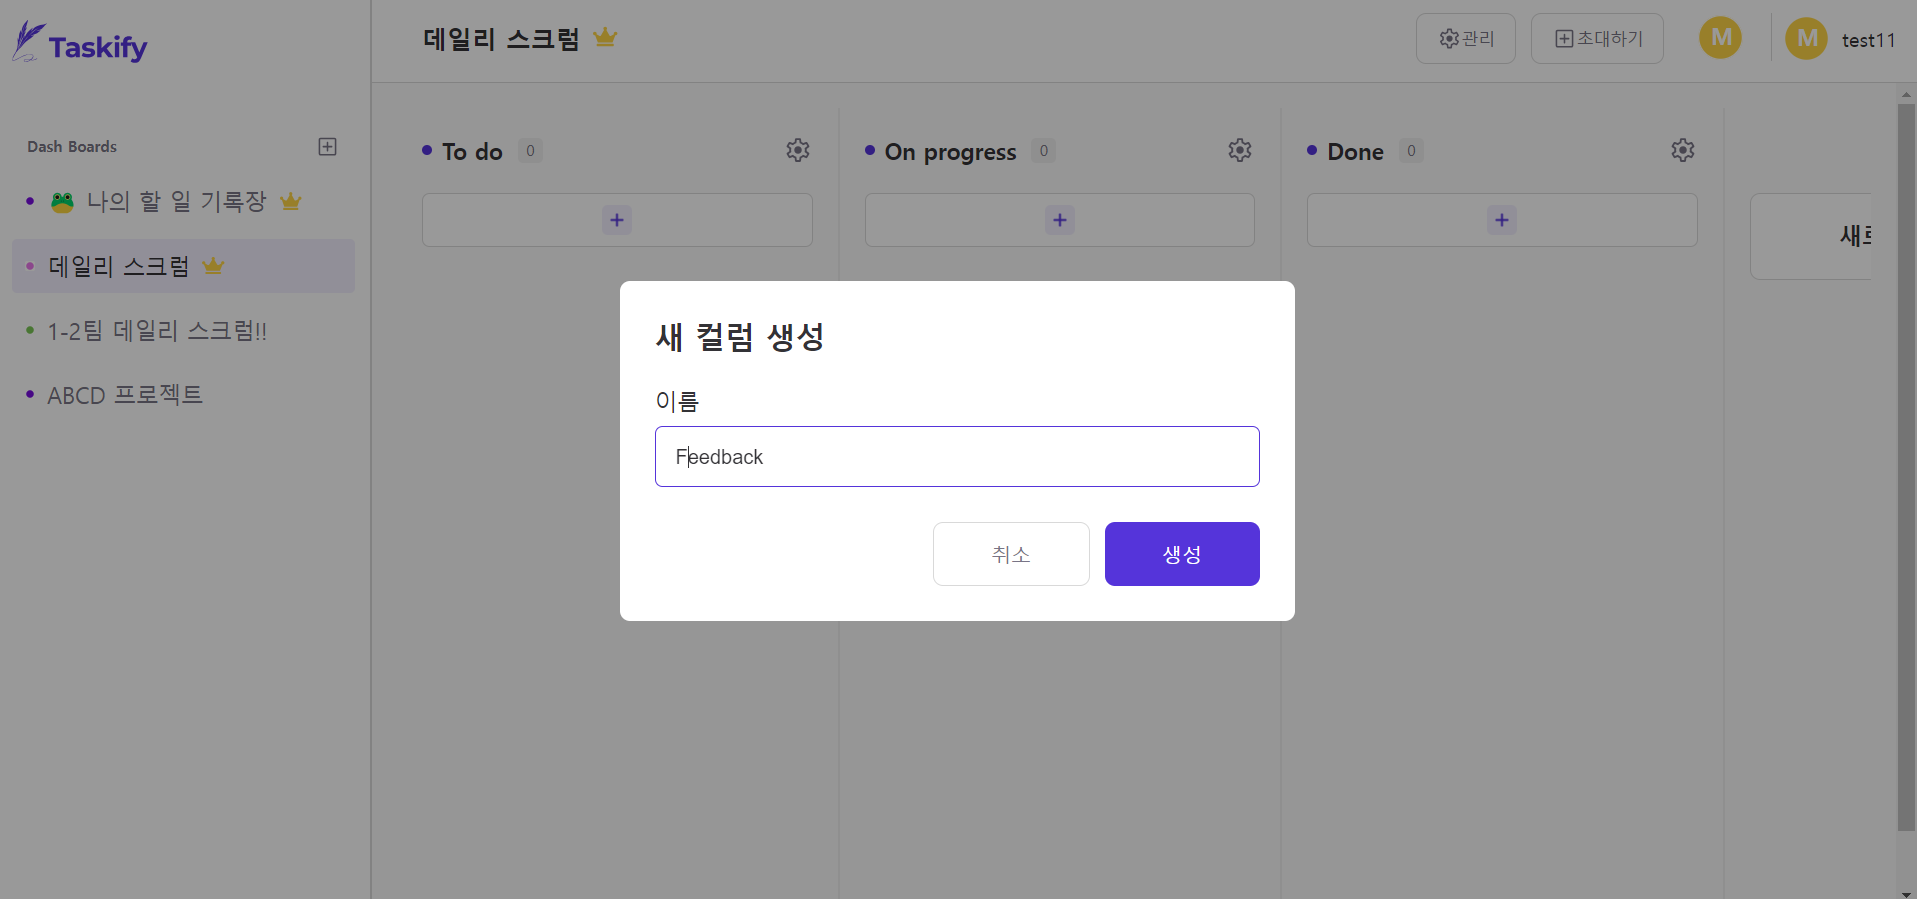 Taskify
데일리 스크럼
관리
초대하기
M
M
test11
Dash Boards
나의 할 일 기록장
데일리 스크럼
1-2팀 데일리 스크럼!!
ABCD 프로젝트
To do 0
On progress 0
Done 0
+
+
+
새 컬럼 생성
이름
Feedback
취소
생성